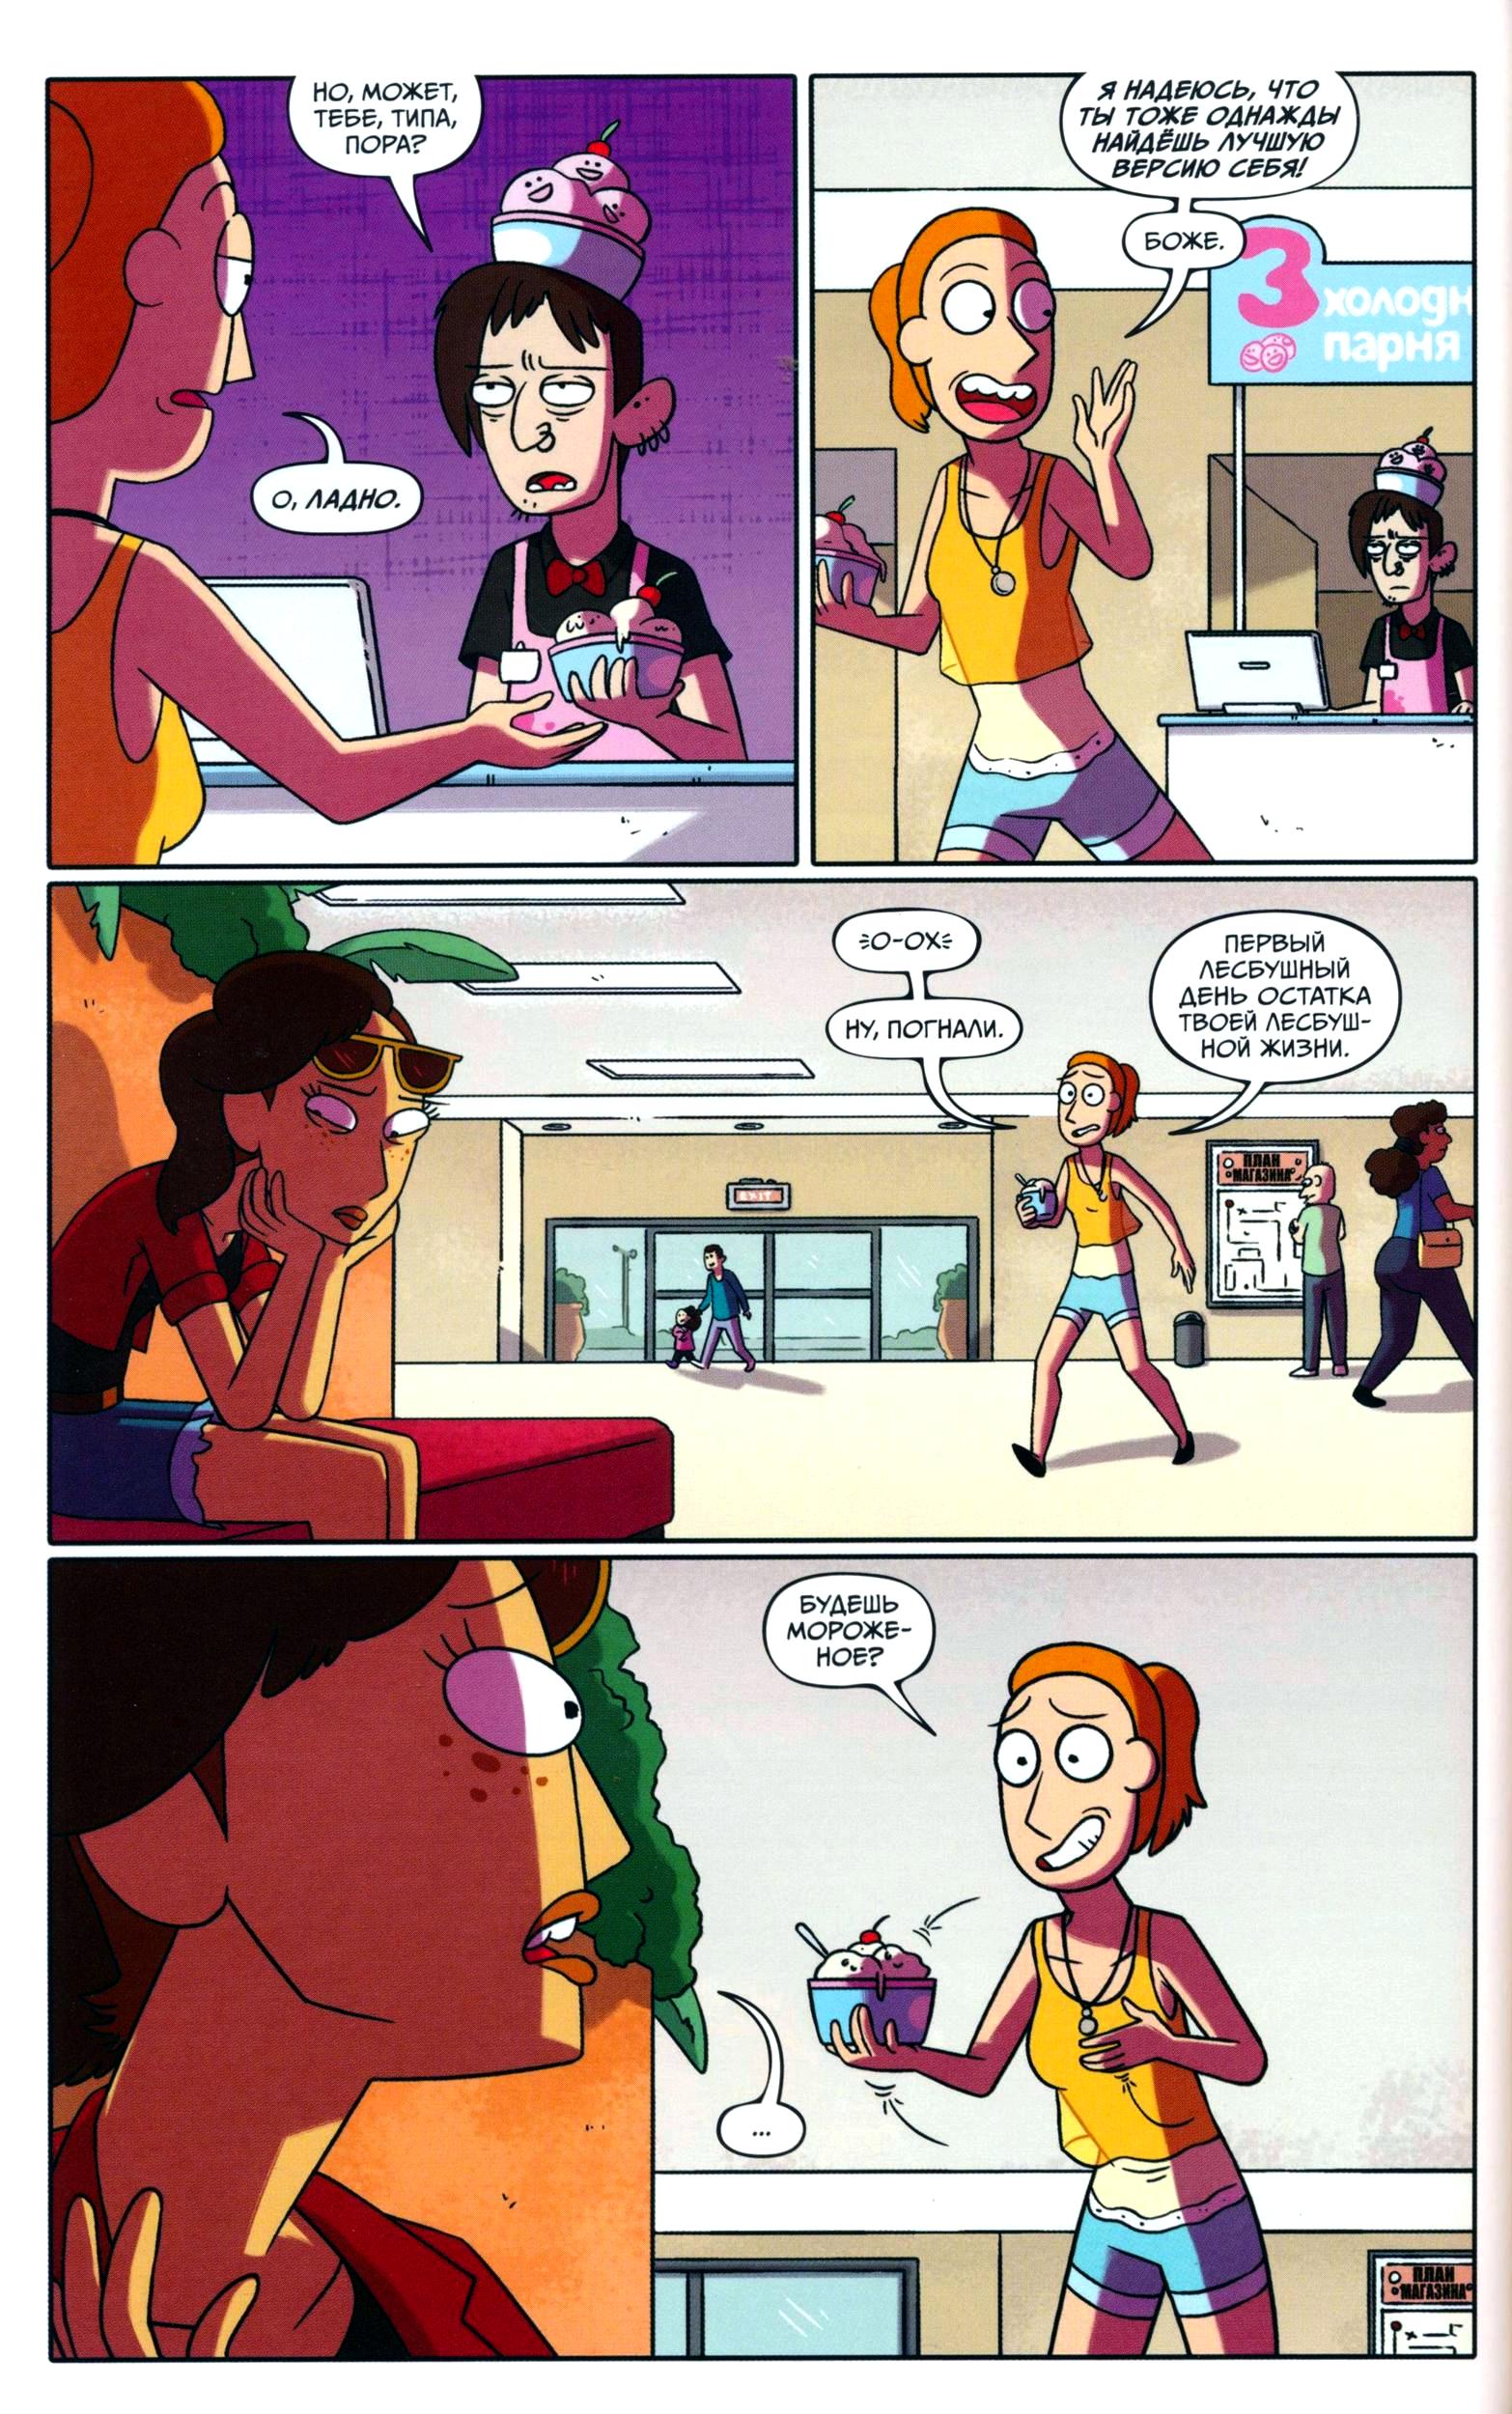 НО, МОЖЕТ,
ТЕБЕ, ТИПА,
ПОРА?
О, ЛАДНО.
Я НАДЕЮСЬ, ЧТО
ТЫ ТОЖЕ ОДНАЖДЫ
НАЙДЁШЬ ЛУЧШУЮ
ВЕРСИЮ СЕБЯ!
БОЖЕ.
3
холодн
парня
О-ОХ
НУ, ПОГНАЛИ.
ПЕРВЫЙ
ЛЕСБУШНЫЙ
ДЕНЬ ОСТАТКА
ТВОЕЙ ЛЕСБУШ-
НОЙ ЖИЗНИ.
EXIT
ПЛАН
МАГАЗИНА
БУДЕШЬ
МОРОЖЕ-
НОЕ?
...
ПЛАН
МАГАЗИНА